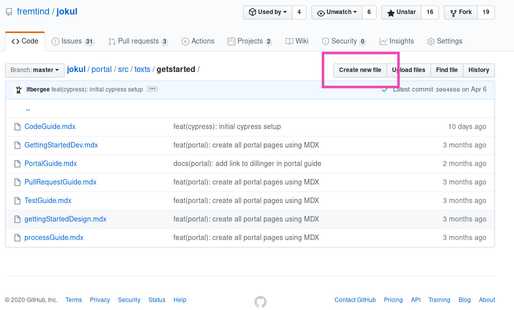 fremtind / jokul
Used by 4 Unwatch 6 Unstar 16 Fork 19
Code Issues 31 Pull requests 3 Actions Projects 2 Wiki Security 0 Insights Settings
Branch: master jokul / portal / src / texts / getstarted / Create new file Upload files Find file History
feat(cypress): initial cypress setup Latest commit on Apr 6
..
CodeGuide.mdx feat(cypress): initial cypress setup 10 days ago
GettingStartedDev.mdx feat(portal): create all portal pages using MDX 3 months ago
PortalGuide.mdx docs(portal): add link to dillinger in portal guide 2 months ago
PullRequestGuide.mdx feat(portal): create all portal pages using MDX 3 months ago
TestGuide.mdx feat(portal): create all portal pages using MDX 3 months ago
gettingStartedDesign.mdx feat(portal): create all portal pages using MDX 3 months ago
processGuide.mdx feat(portal): create all portal pages using MDX 3 months ago
© 2020 GitHub, Inc. Terms Privacy Security Status Help Contact GitHub Pricing API Training Blog About